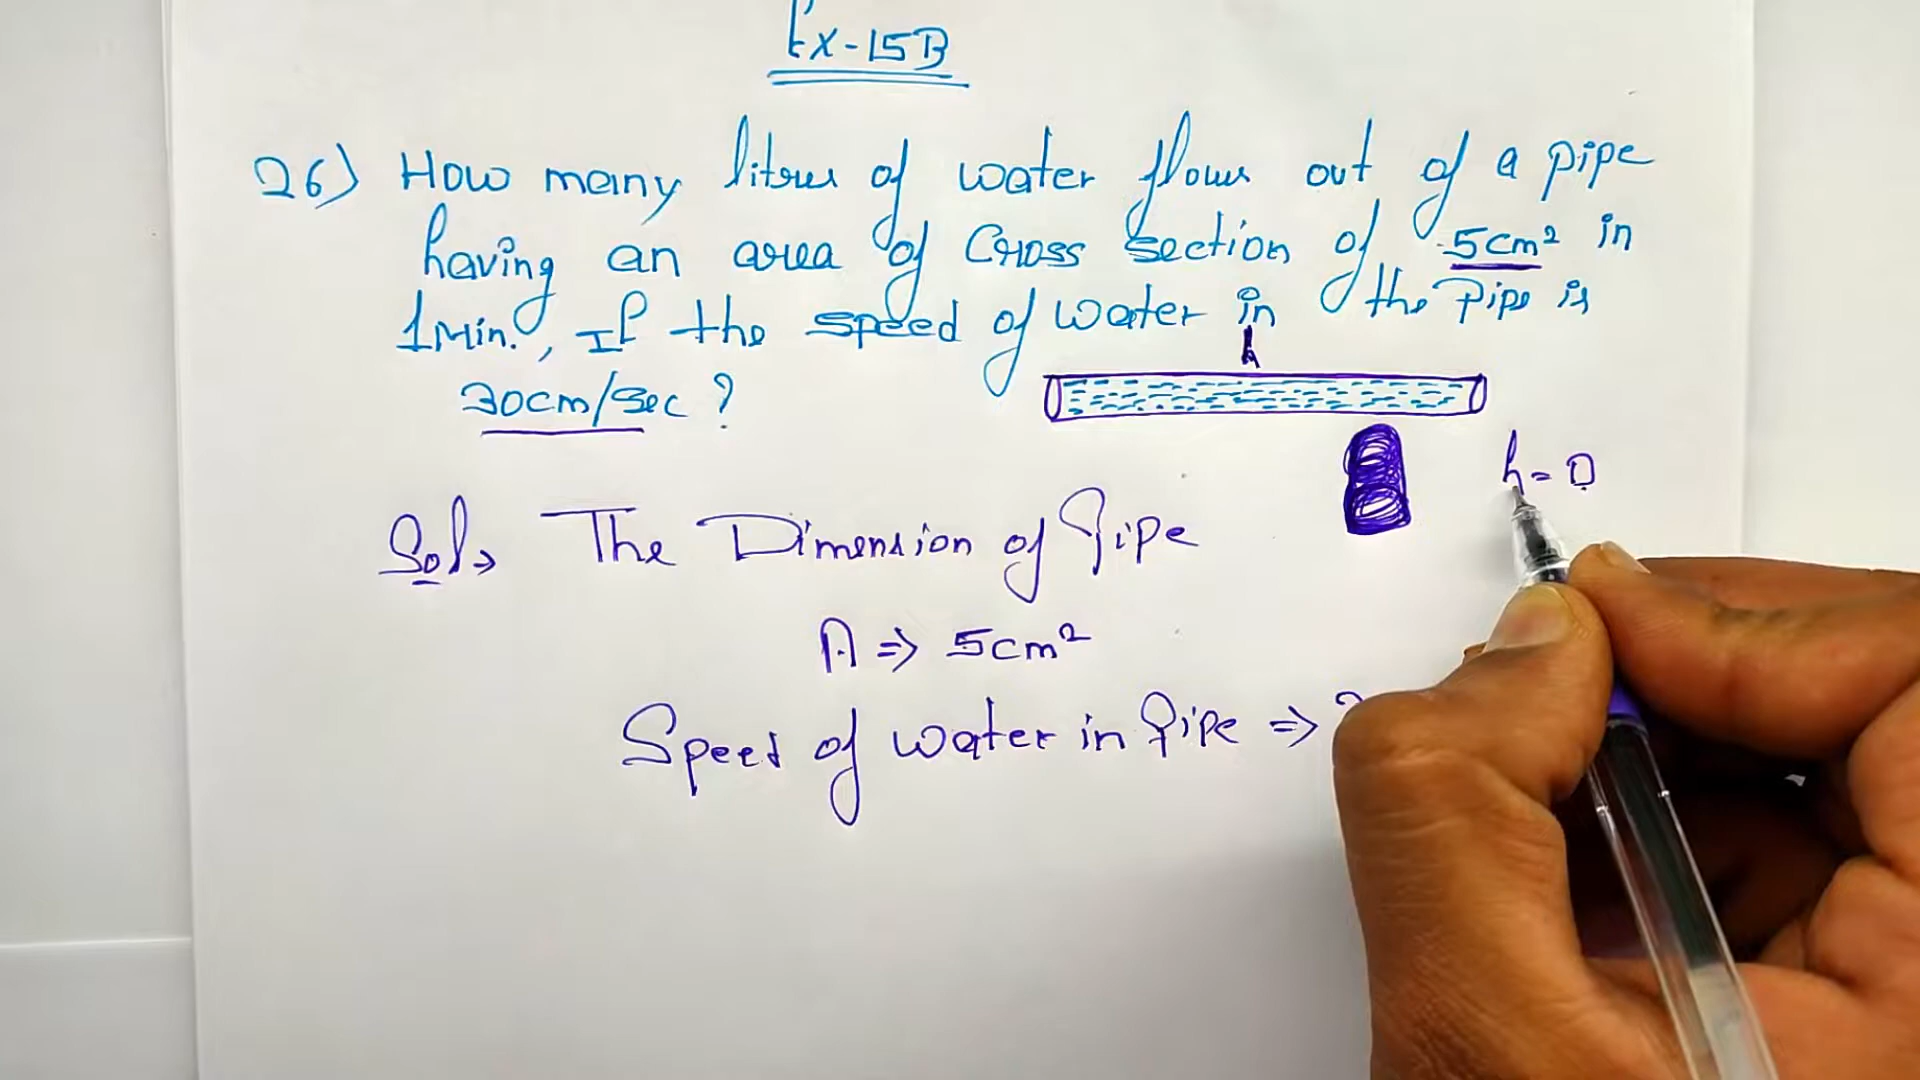 Ex-15B
26) How many litres of water flows out of a pipe
having an area of Cross section of 5cm² in
1Min., If the speed of water in the pipe is
30cm/sec ?
h
h = 0
Sol> The Dimension of Pipe
A => 5cm²
Speed of water in Pipe =>